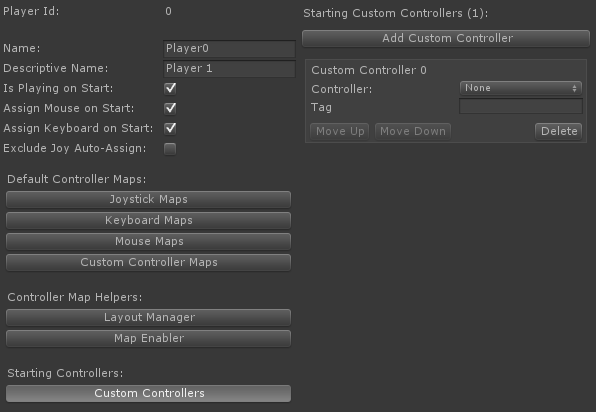 Player Id: 0
Name: Player0
Descriptive Name: Player 1
Is Playing on Start:
Assign Mouse on Start:
Assign Keyboard on Start:
Exclude Joy Auto-Assign:
Default Controller Maps:
Joystick Maps
Keyboard Maps
Mouse Maps
Custom Controller Maps
Controller Map Helpers:
Layout Manager
Map Enabler
Starting Controllers:
Custom Controllers
Starting Custom Controllers (1):
Add Custom Controller
Custom Controller 0
Controller: None
Tag
Move Up Move Down Delete